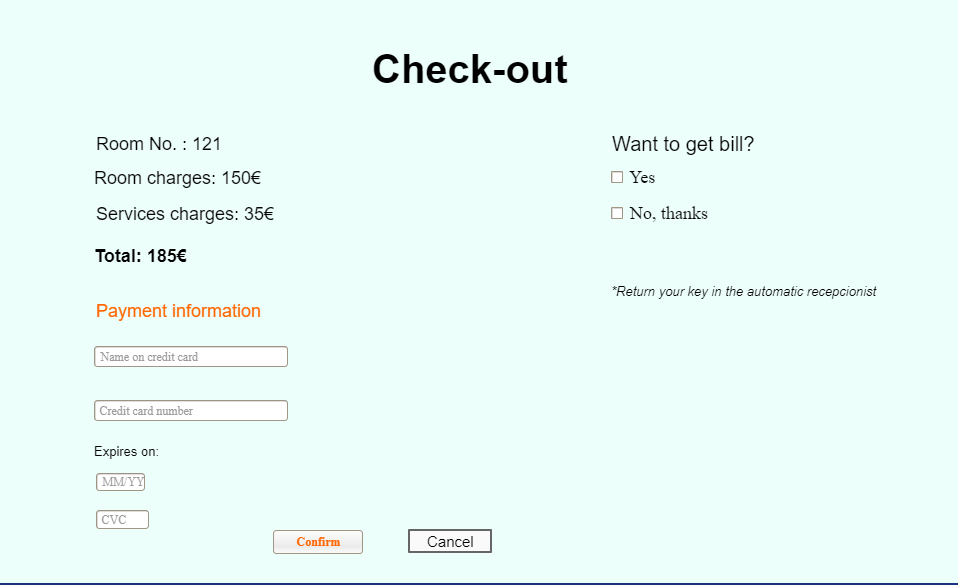 Check-out
Room No. : 121
Room charges: 150€
Services charges: 35€
Total: 185€
Want to get bill?
Yes
No, thanks
*Return your key in the automatic recepcionist
Payment information
Name on credit card
Credit card number
Expires on:
MM/YY
CVC
Confirm
Cancel